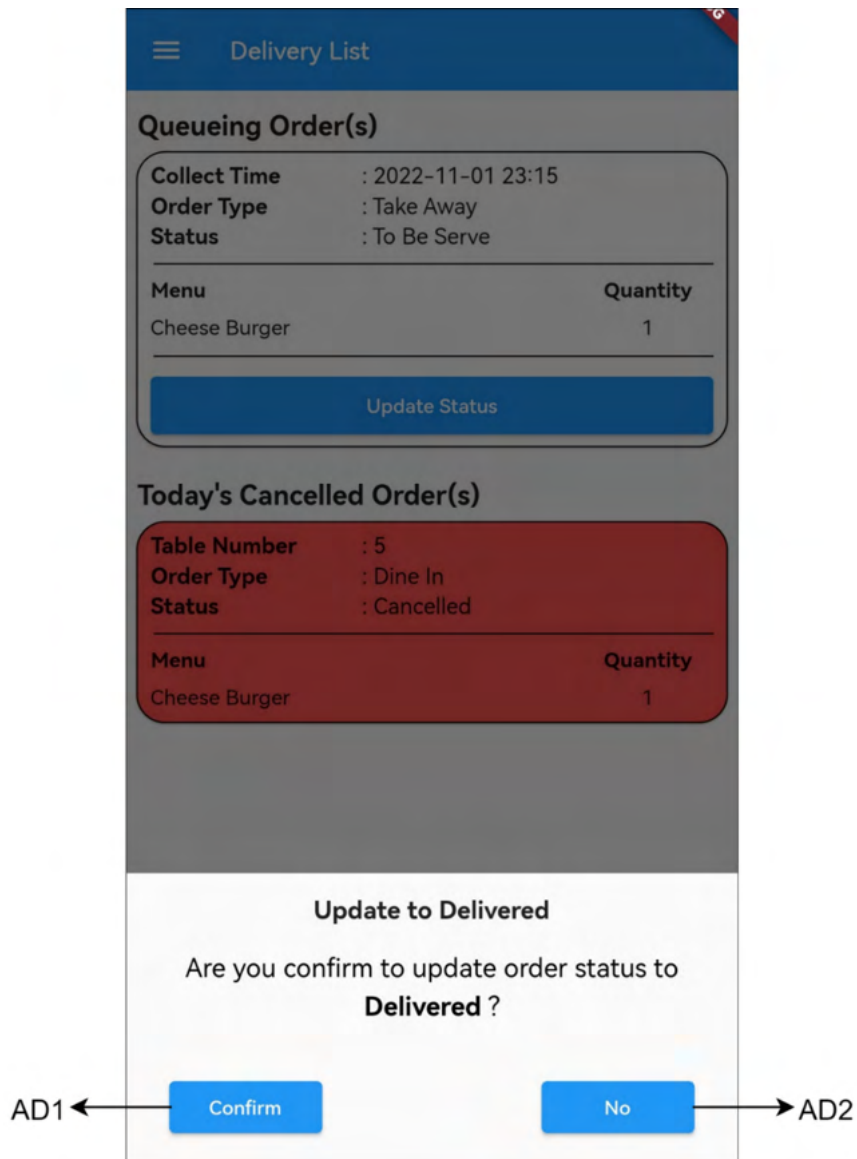 Delivery List
Queueing Order(s)
Collect Time : 2022-11-01 23:15
Order Type : Take Away
Status : To Be Serve
Menu Quantity
Cheese Burger 1
Update Status
Today's Cancelled Order(s)
Table Number : 5
Order Type : Dine In
Status : Cancelled
Menu Quantity
Cheese Burger 1
Update to Delivered
Are you confirm to update order status to
Delivered ?
AD1 Confirm No AD2